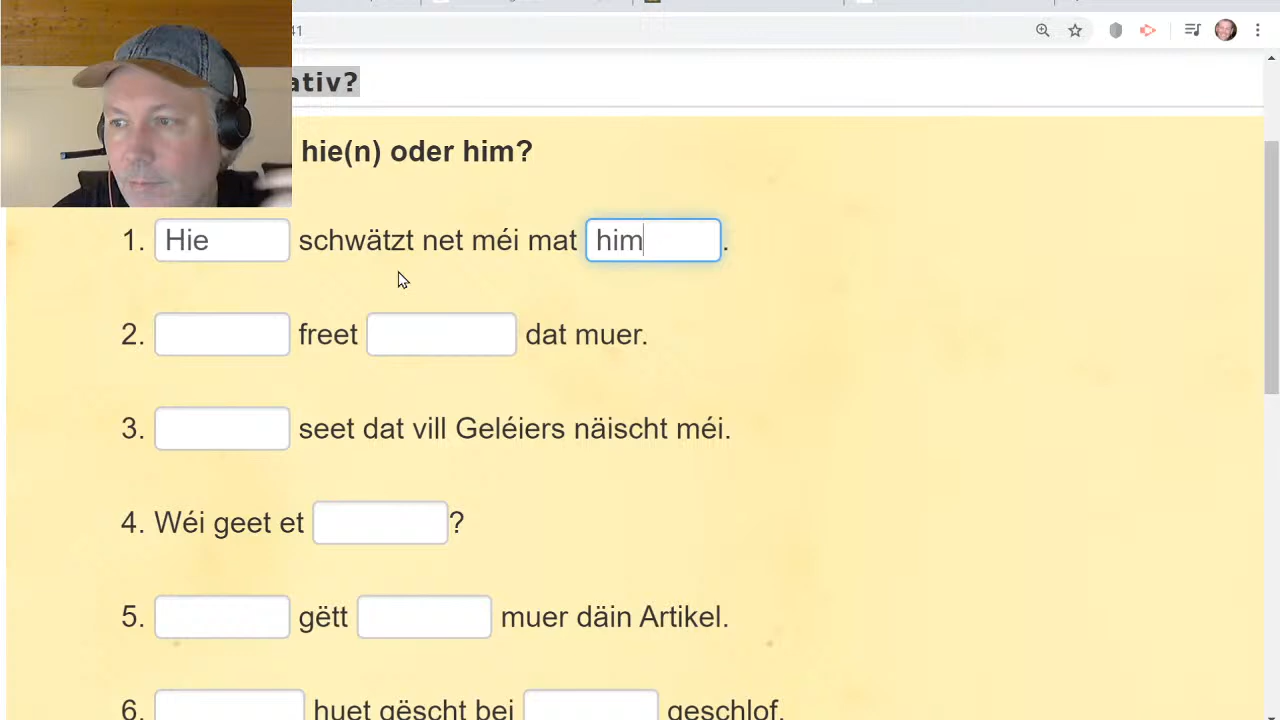 41
ativ?
hie(n) oder him?
1. Hie schwätzt net méi mat him.
2. freet dat muer.
3. seet dat vill Geléiers näischt méi.
4. Wéi geet et ?
5. gëtt muer däin Artikel.
6. huet gëscht bei geschlof.